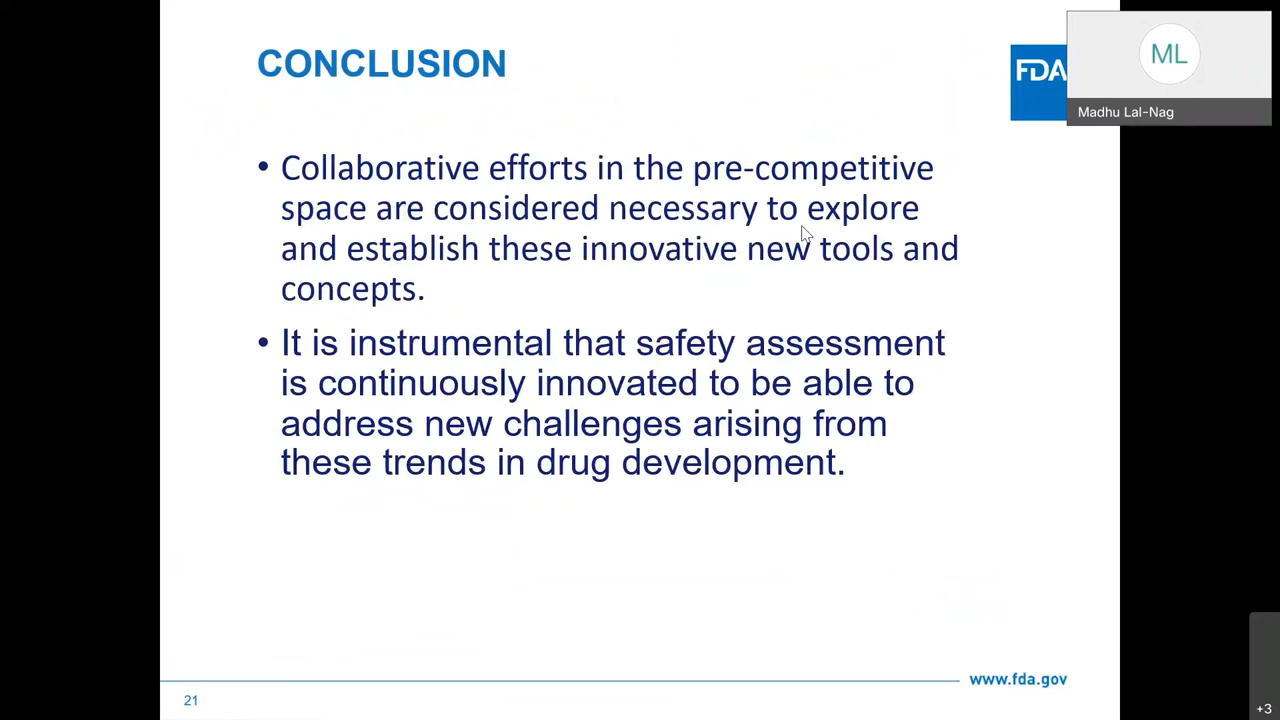 CONCLUSION
FDA
ML
Madhu Lal-Nag
• Collaborative efforts in the pre-competitive
space are considered necessary to explore
and establish these innovative new tools and
concepts.
• It is instrumental that safety assessment
is continuously innovated to be able to
address new challenges arising from
these trends in drug development.
www.fda.gov
21
+3